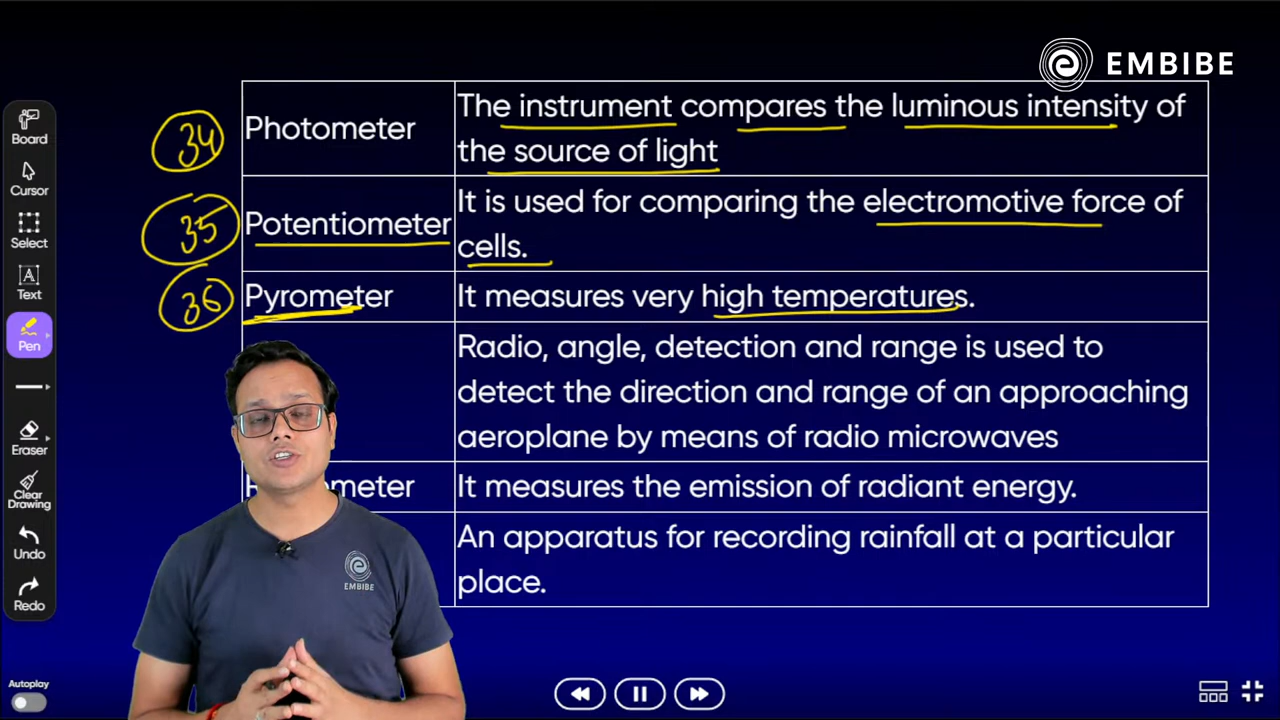 EMBIBE
Board
Cursor
Select
Text
Pen
Eraser
Clear
Drawing
Undo
Redo
Autoplay
34
Photometer
The instrument compares the luminous intensity of
the source of light
35
Potentiometer
It is used for comparing the electromotive force of
cells.
36
Pyrometer
It measures very high temperatures.
Radio, angle, detection and range is used to
detect the direction and range of an approaching
aeroplane by means of radio microwaves
It measures the emission of radiant energy.
An apparatus for recording rainfall at a particular
place.
EMBIBE